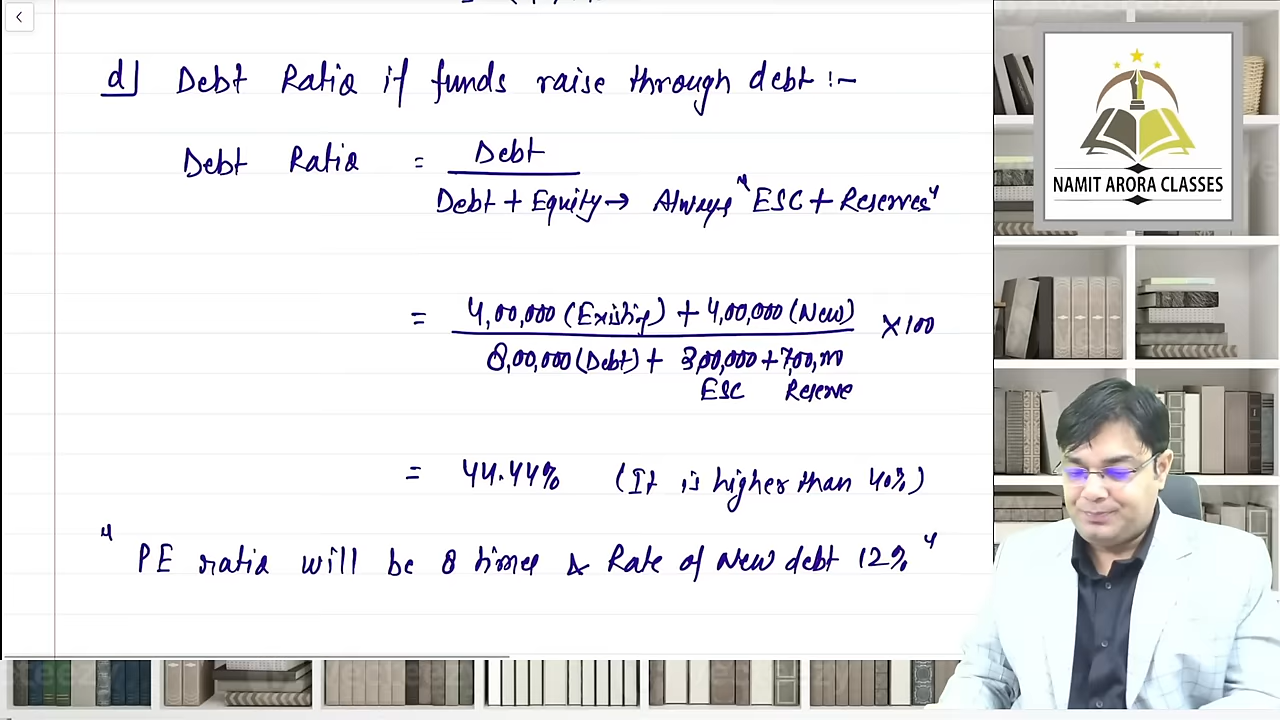 d) Debt Ratio if funds raise through debt :-
Debt Ratio = Debt
Debt + Equity → Always "ESC + Reserves"
= 4,00,000 (Existing) + 4,00,000 (New)
8,00,000 (Debt) + 3,00,000 + 7,00,000 × 100
ESC Reserve
= 44.44% (It is higher than 40%)
" PE ratio will be 8 times & Rate of New debt 12% "
NAMIT ARORA CLASSES